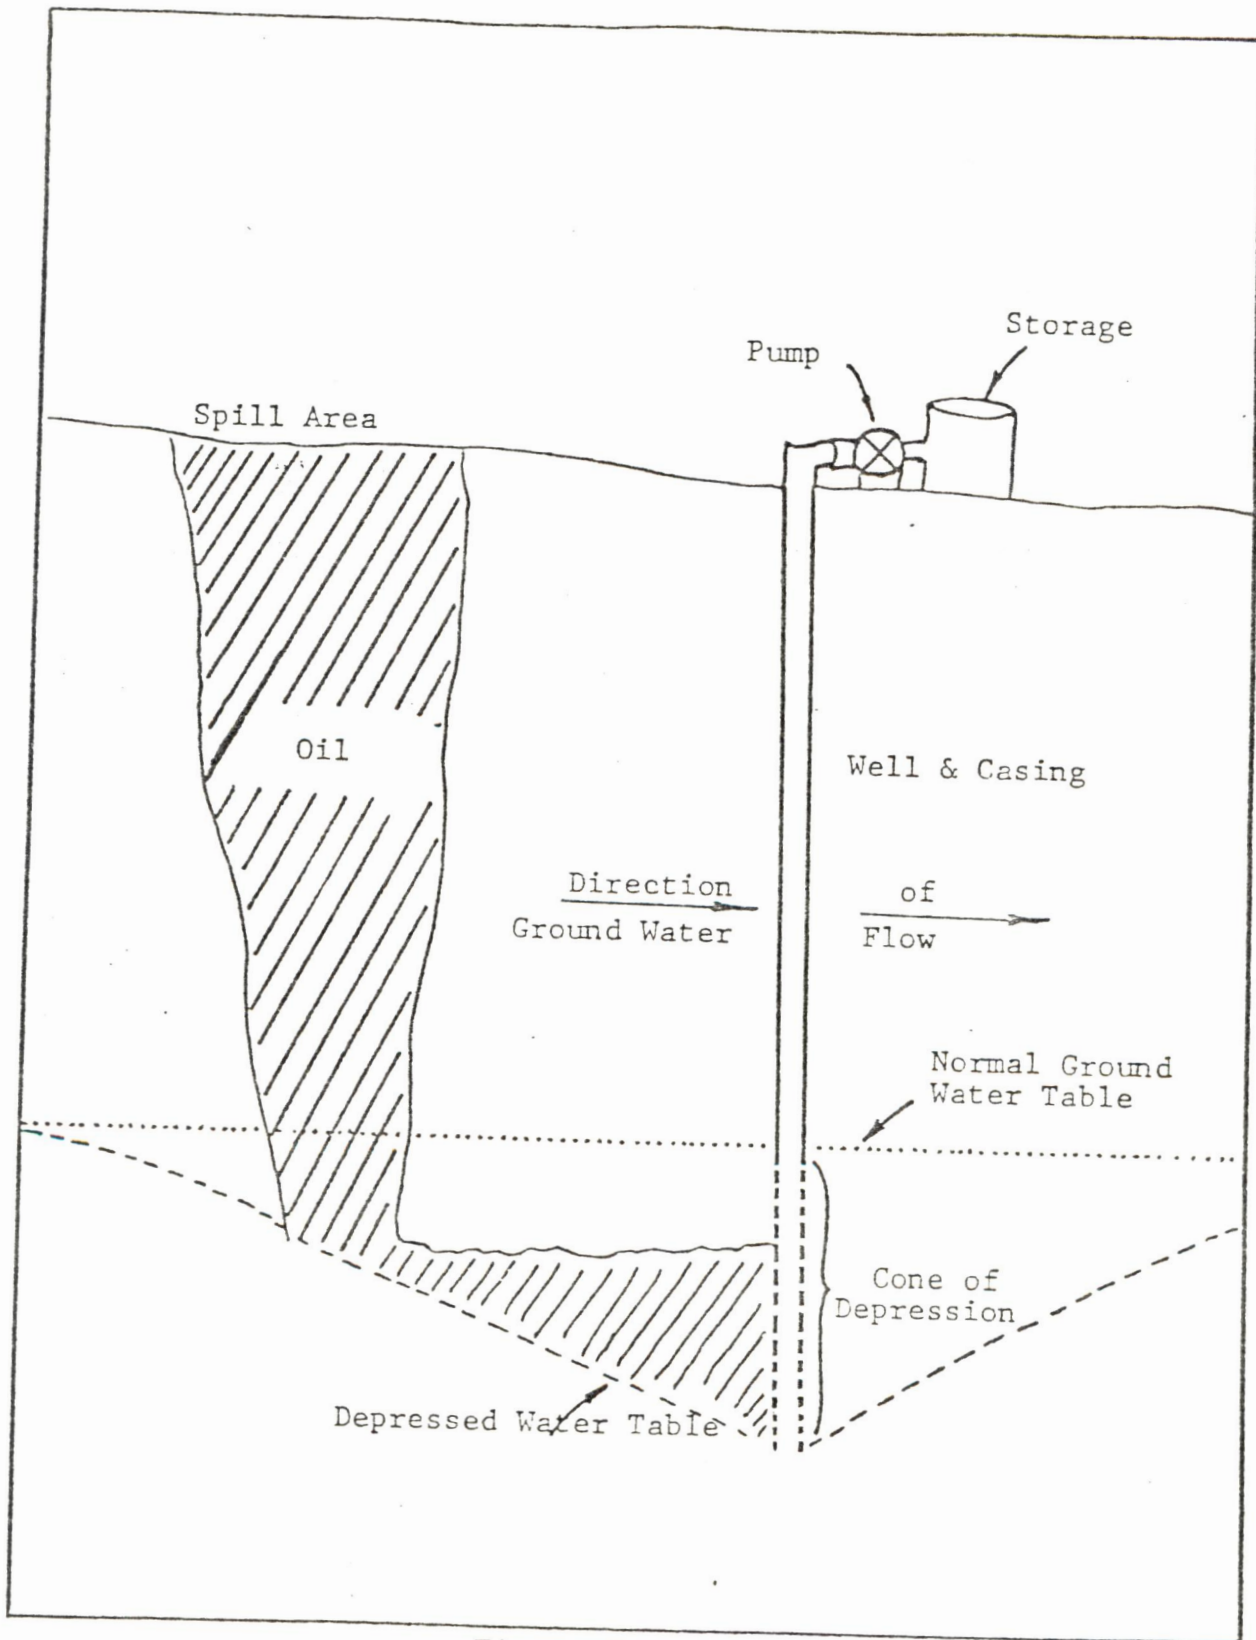 Storage
Pump
Spill Area
Oil
Well & Casing
Direction of
Ground Water Flow
Normal Ground
Water Table
Cone of
Depression
Depressed Water Table